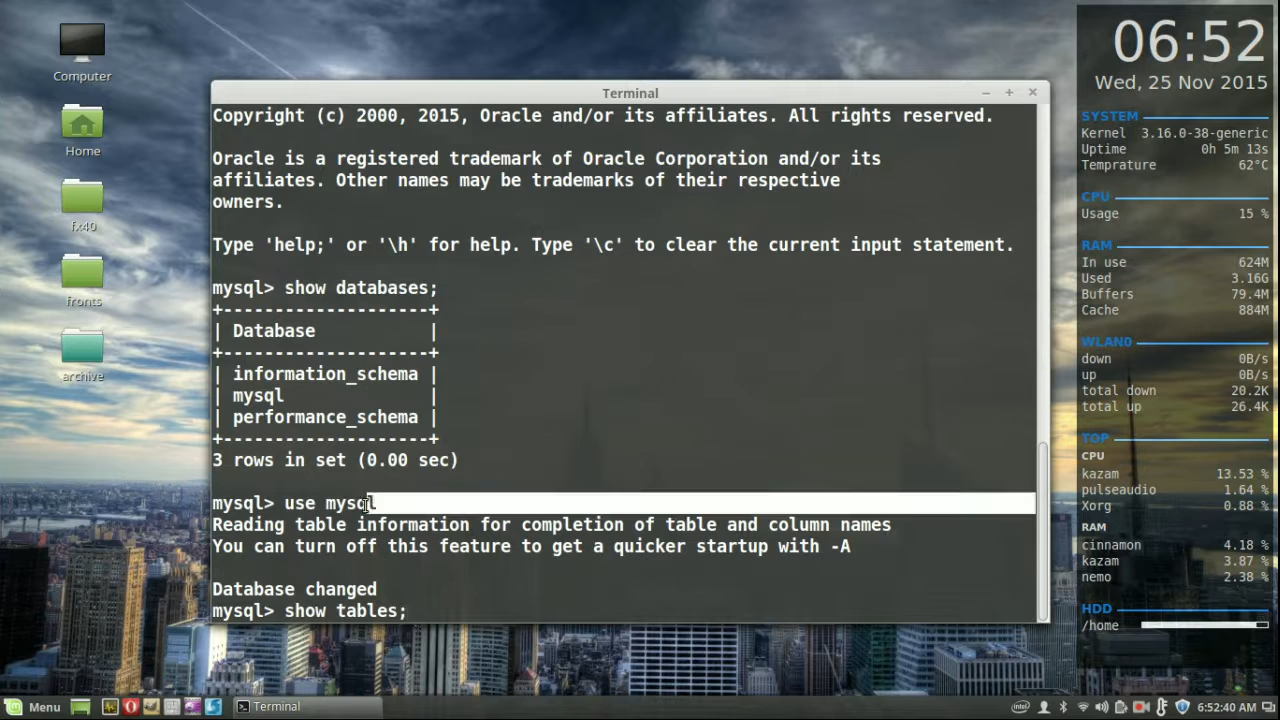 Computer
Home
fx40
fronts
archive
Terminal
Copyright (c) 2000, 2015, Oracle and/or its affiliates. All rights reserved.
Oracle is a registered trademark of Oracle Corporation and/or its
affiliates. Other names may be trademarks of their respective
owners.
Type 'help;' or '\h' for help. Type '\c' to clear the current input statement.
mysql> show databases;
+--------------------+
| Database           |
+--------------------+
| information_schema |
| mysql              |
| performance_schema |
+--------------------+
3 rows in set (0.00 sec)
mysql> use mysql
Reading table information for completion of table and column names
You can turn off this feature to get a quicker startup with -A
Database changed
mysql> show tables;
06:52
Wed, 25 Nov 2015
SYSTEM
Kernel 3.16.0-38-generic
Uptime 0h 5m 13s
Temprature 62°C
CPU
Usage 15 %
RAM
In use 624M
Used 3.16G
Buffers 79.4M
Cache 884M
WLAN0
down 0B/s
up 0B/s
total down 20.2K
total up 26.4K
TOP
CPU
kazam 13.53 %
pulseaudio 1.64 %
Xorg 0.88 %
RAM
cinnamon 4.18 %
kazam 3.87 %
nemo 2.38 %
HDD
/home
Menu
Terminal
intel
6:52:40 AM